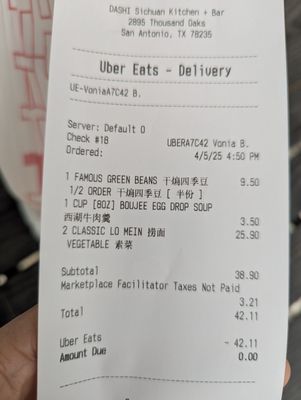 DASHI Sichuan Kitchen + Bar
2895 Thousand Oaks
San Antonio, TX 78235
Uber Eats - Delivery
UE-VoniaA7C42 B.
Server: Default O
Check #18 UBERA7C42 Vonia B.
Ordered: 4/5/25 4:50 PM
1 FAMOUS GREEN BEANS 干煸四季豆 9.50
1/2 ORDER 干煸四季豆 [ 半份 ]
1 CUP [8OZ] BOUJEE EGG DROP SOUP
西湖牛肉羹 3.50
2 CLASSIC LO MEIN 捞面 25.90
VEGETABLE 素菜
Subtotal 38.90
Marketplace Facilitator Taxes Not Paid
3.21
Total 42.11
Uber Eats - 42.11
Amount Due 0.00